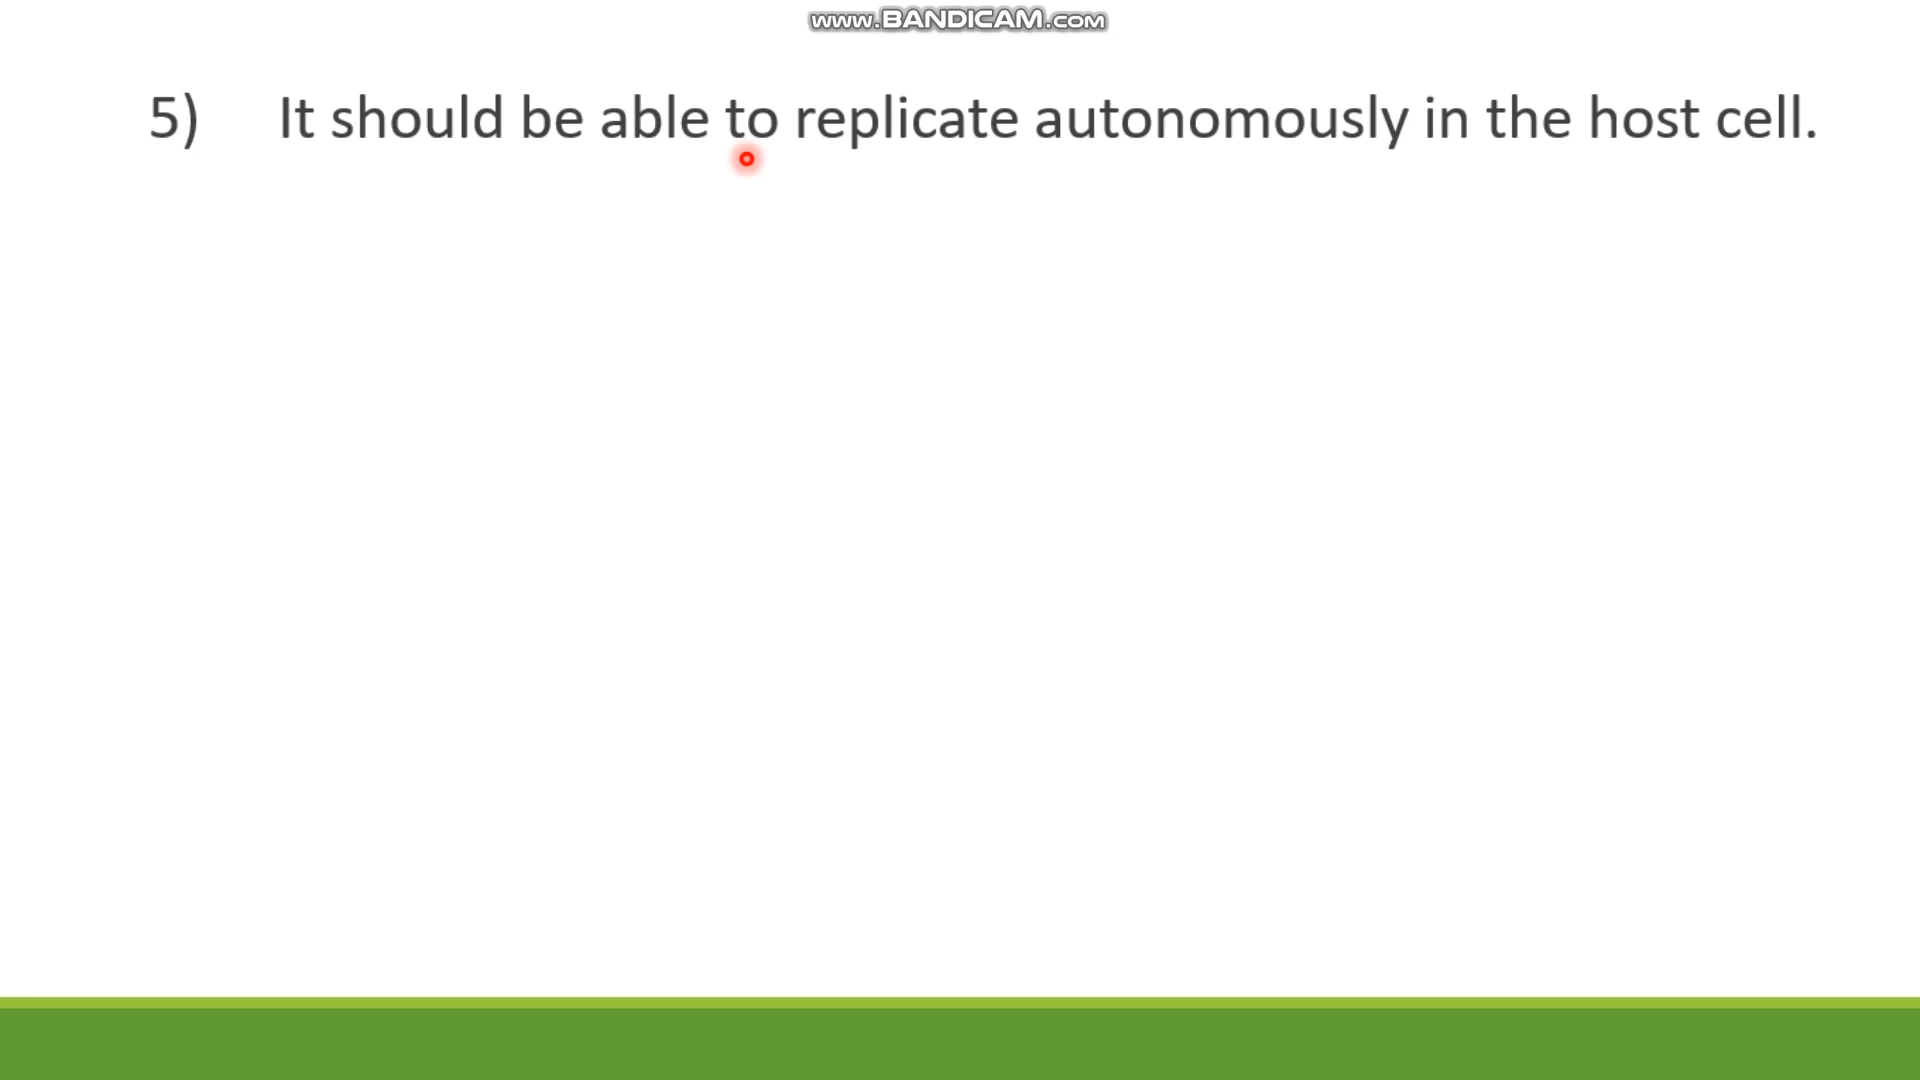 www.BANDICAM.com
5) It should be able to replicate autonomously in the host cell.